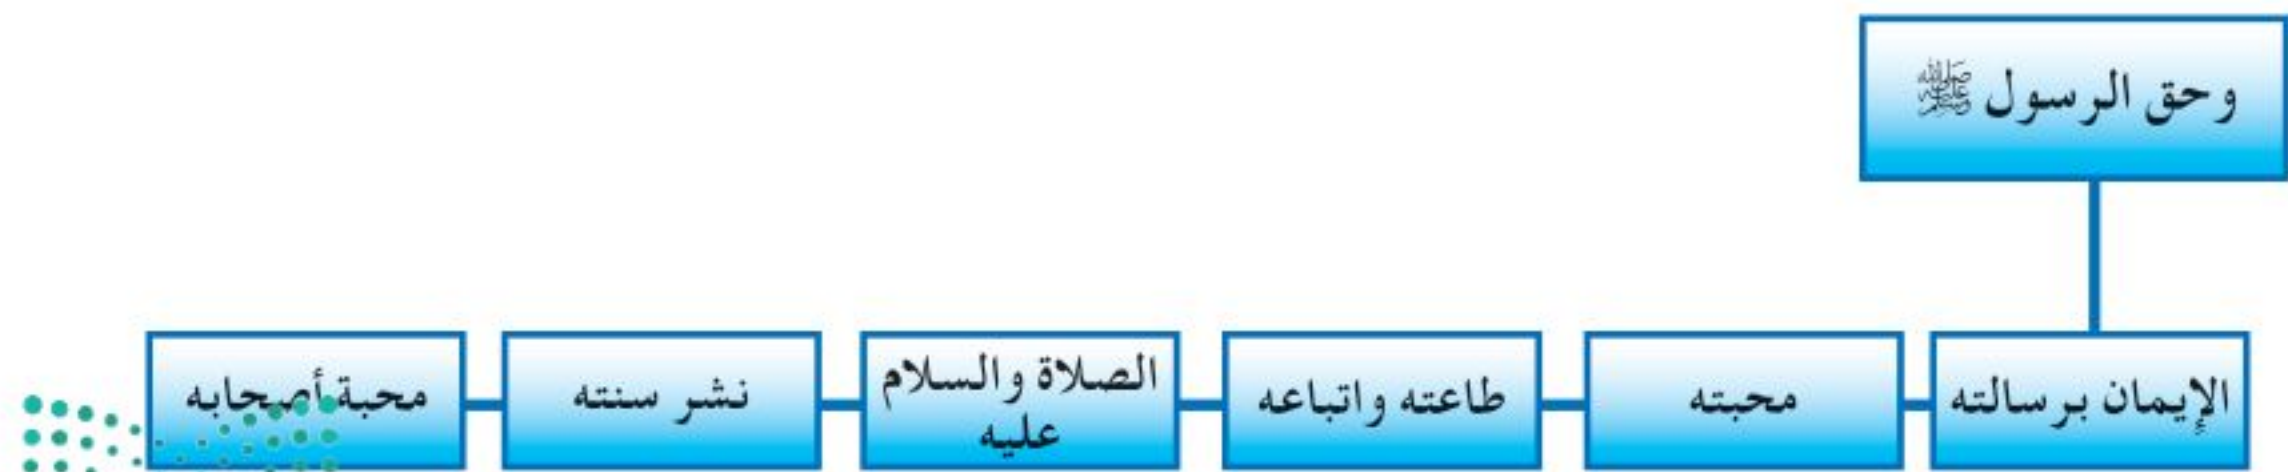 وحق الرسول ﷺ
الإيمان برسالته
محبته
طاعته واتباعه
الصلاة والسلام
عليه
نشر سنته
محبة أصحابه